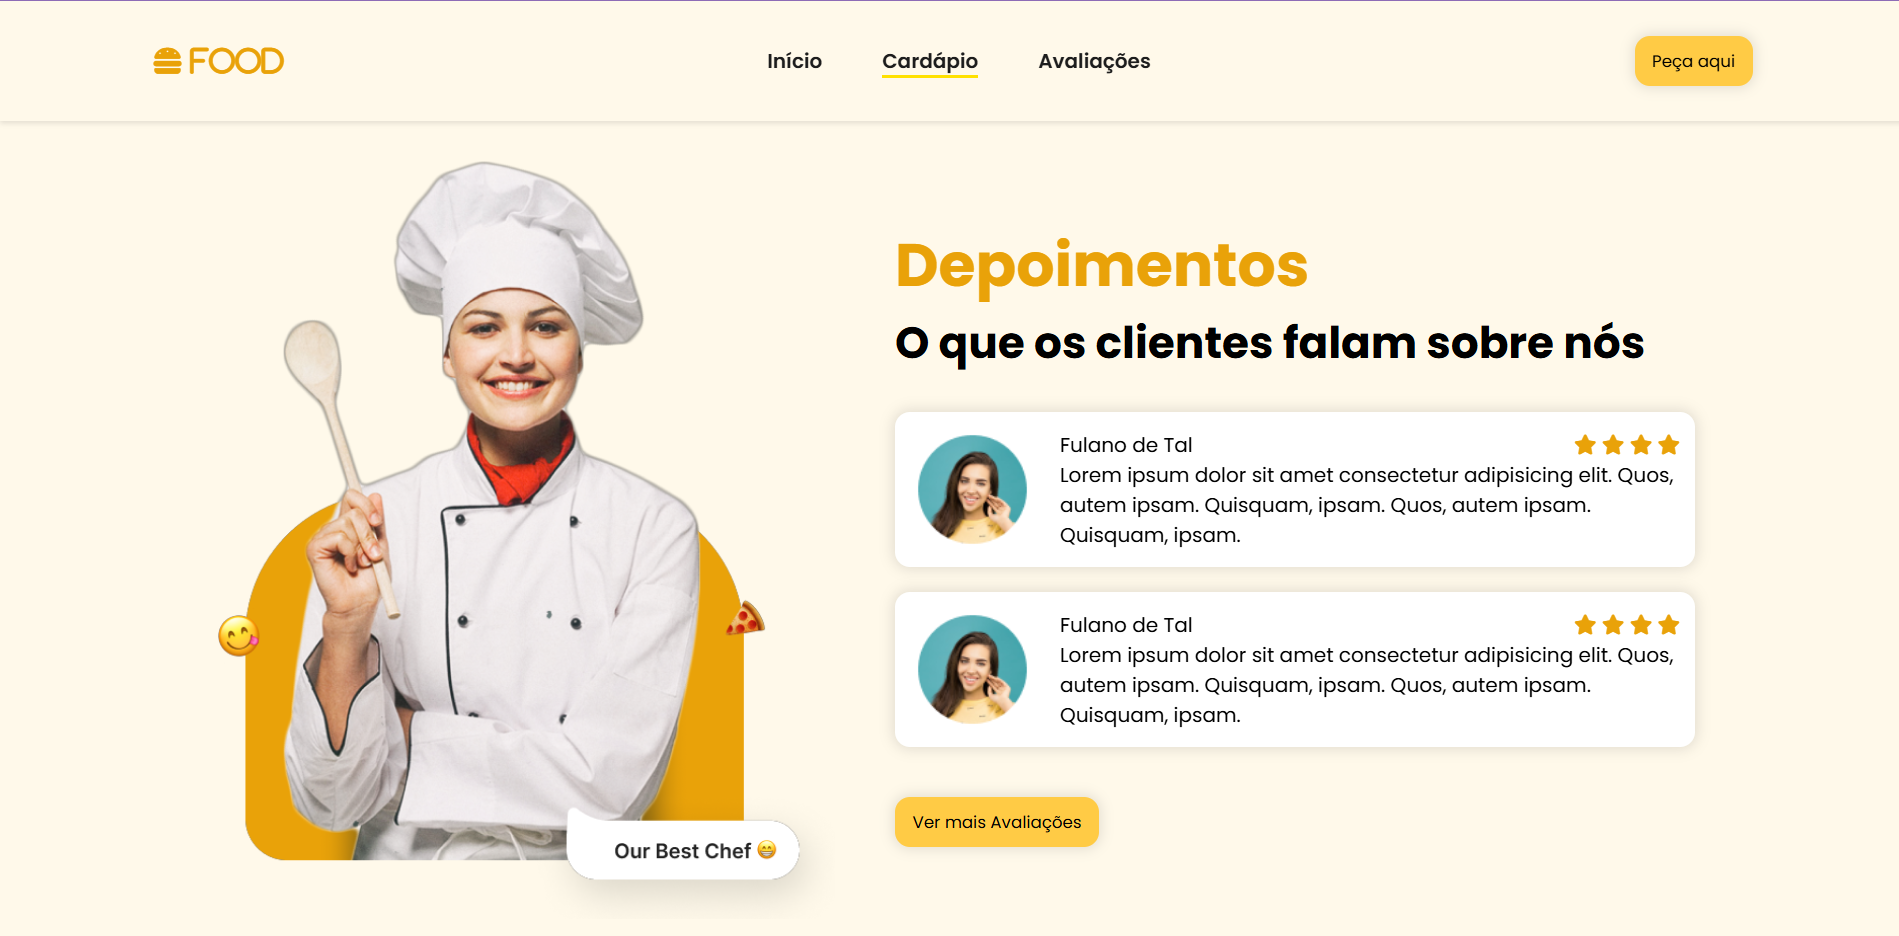 FOOD
Início
Cardápio
Avaliações
Peça aqui
Depoimentos
O que os clientes falam sobre nós
Fulano de Tal
Lorem ipsum dolor sit amet consectetur adipisicing elit. Quos,
autem ipsam. Quisquam, ipsam. Quos, autem ipsam.
Quisquam, ipsam.
Fulano de Tal
Lorem ipsum dolor sit amet consectetur adipisicing elit. Quos,
autem ipsam. Quisquam, ipsam. Quos, autem ipsam.
Quisquam, ipsam.
Ver mais Avaliações
Our Best Chef 😁